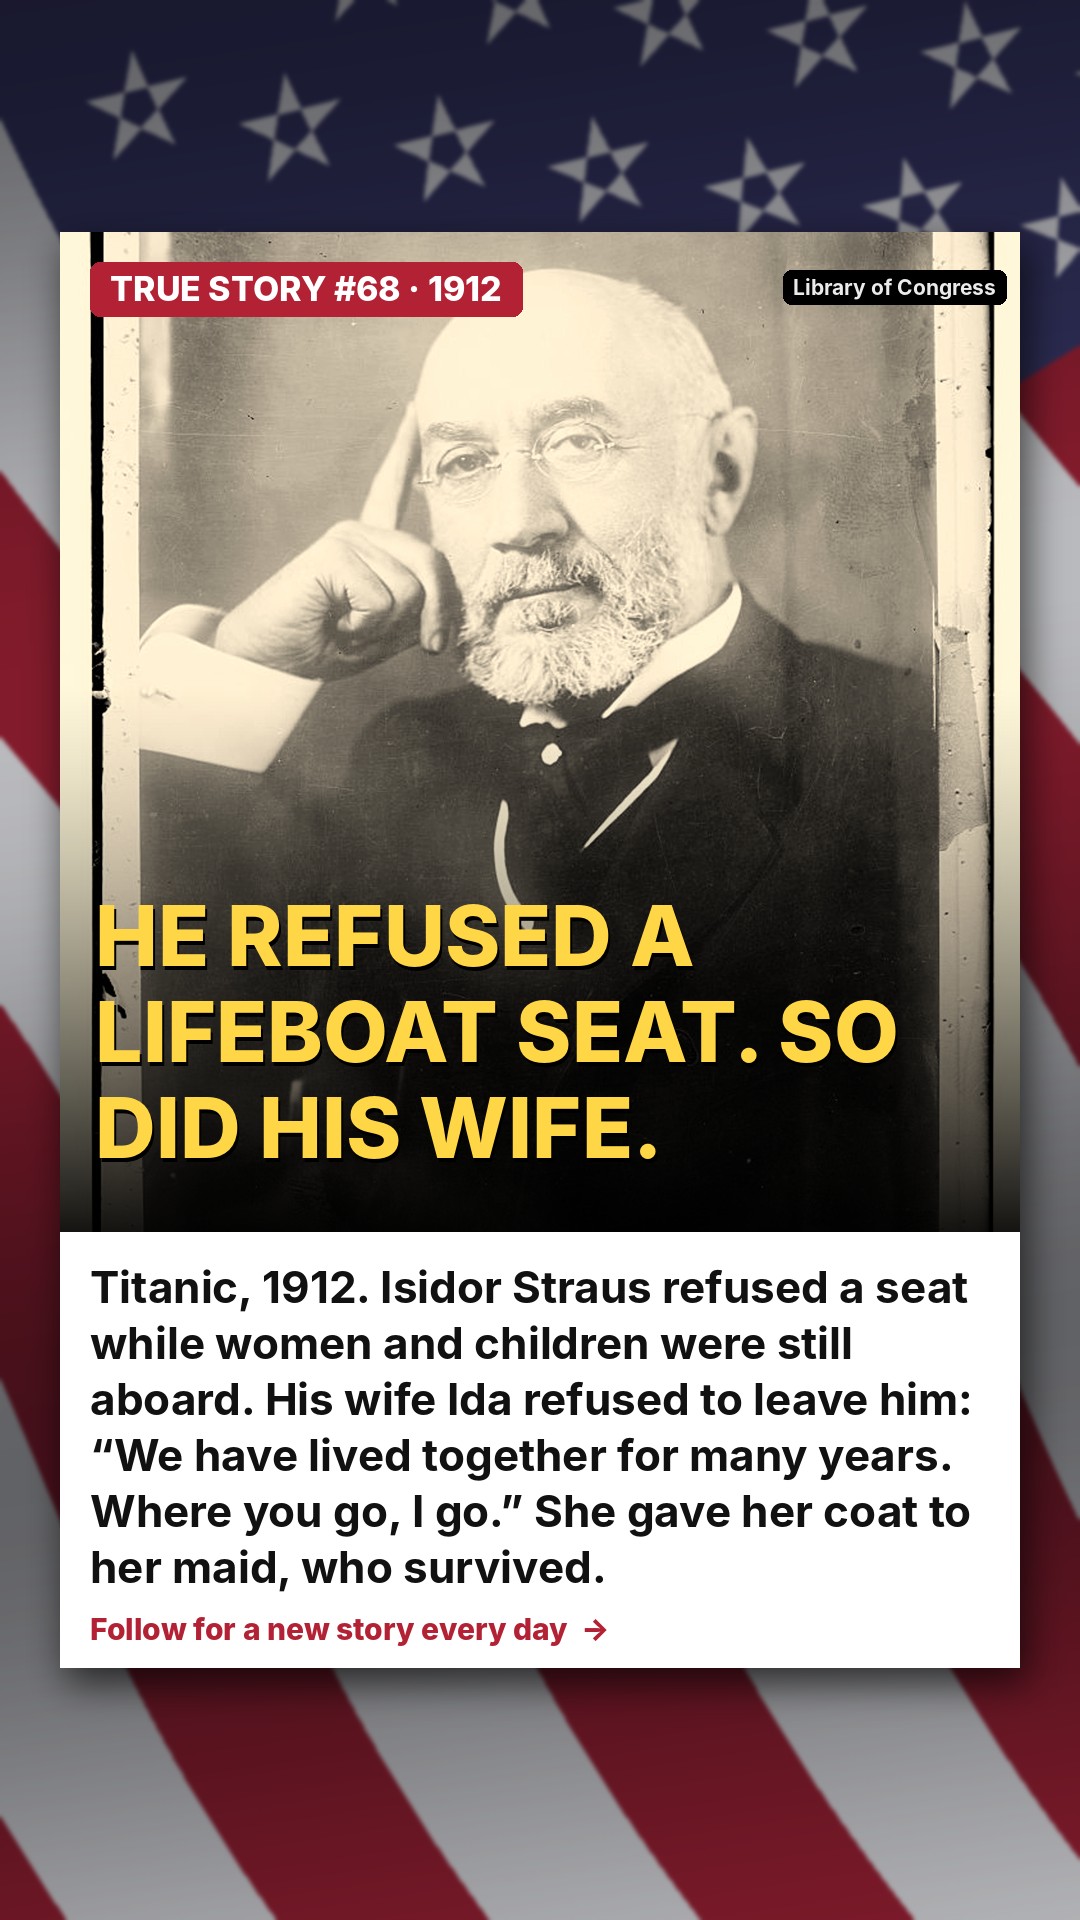 TRUE STORY #68 · 1912
Library of Congress
HE REFUSED A
LIFEBOAT SEAT. SO
DID HIS WIFE.
Titanic, 1912. Isidor Straus refused a seat
while women and children were still
aboard. His wife Ida refused to leave him:
“We have lived together for many years.
Where you go, I go.” She gave her coat to
her maid, who survived.
Follow for a new story every day →